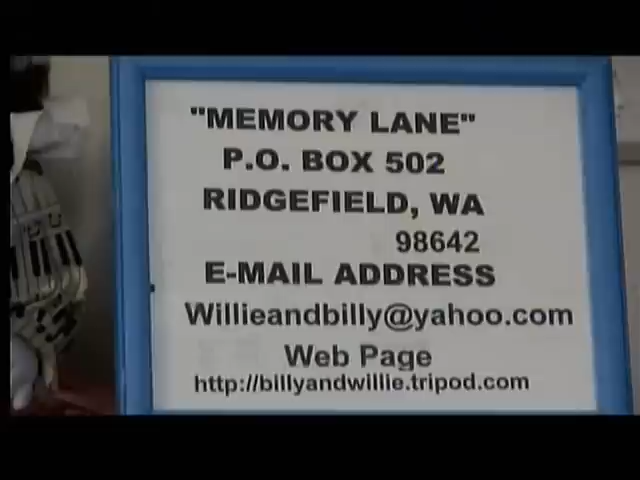 "MEMORY LANE"
P.O. BOX 502
RIDGEFIELD, WA
98642
E-MAIL ADDRESS
Willieandbilly@yahoo.com
Web Page
http://billyandwillie.tripod.com